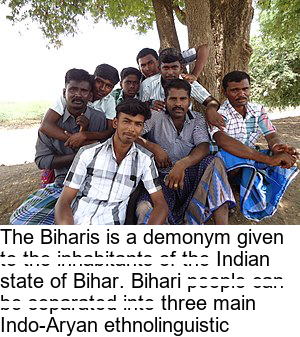 The Biharis is a demonym given
to the inhabitants of the Indian
state of Bihar. Bihari people can
be separated into three main
Indo-Aryan ethnolinguistic